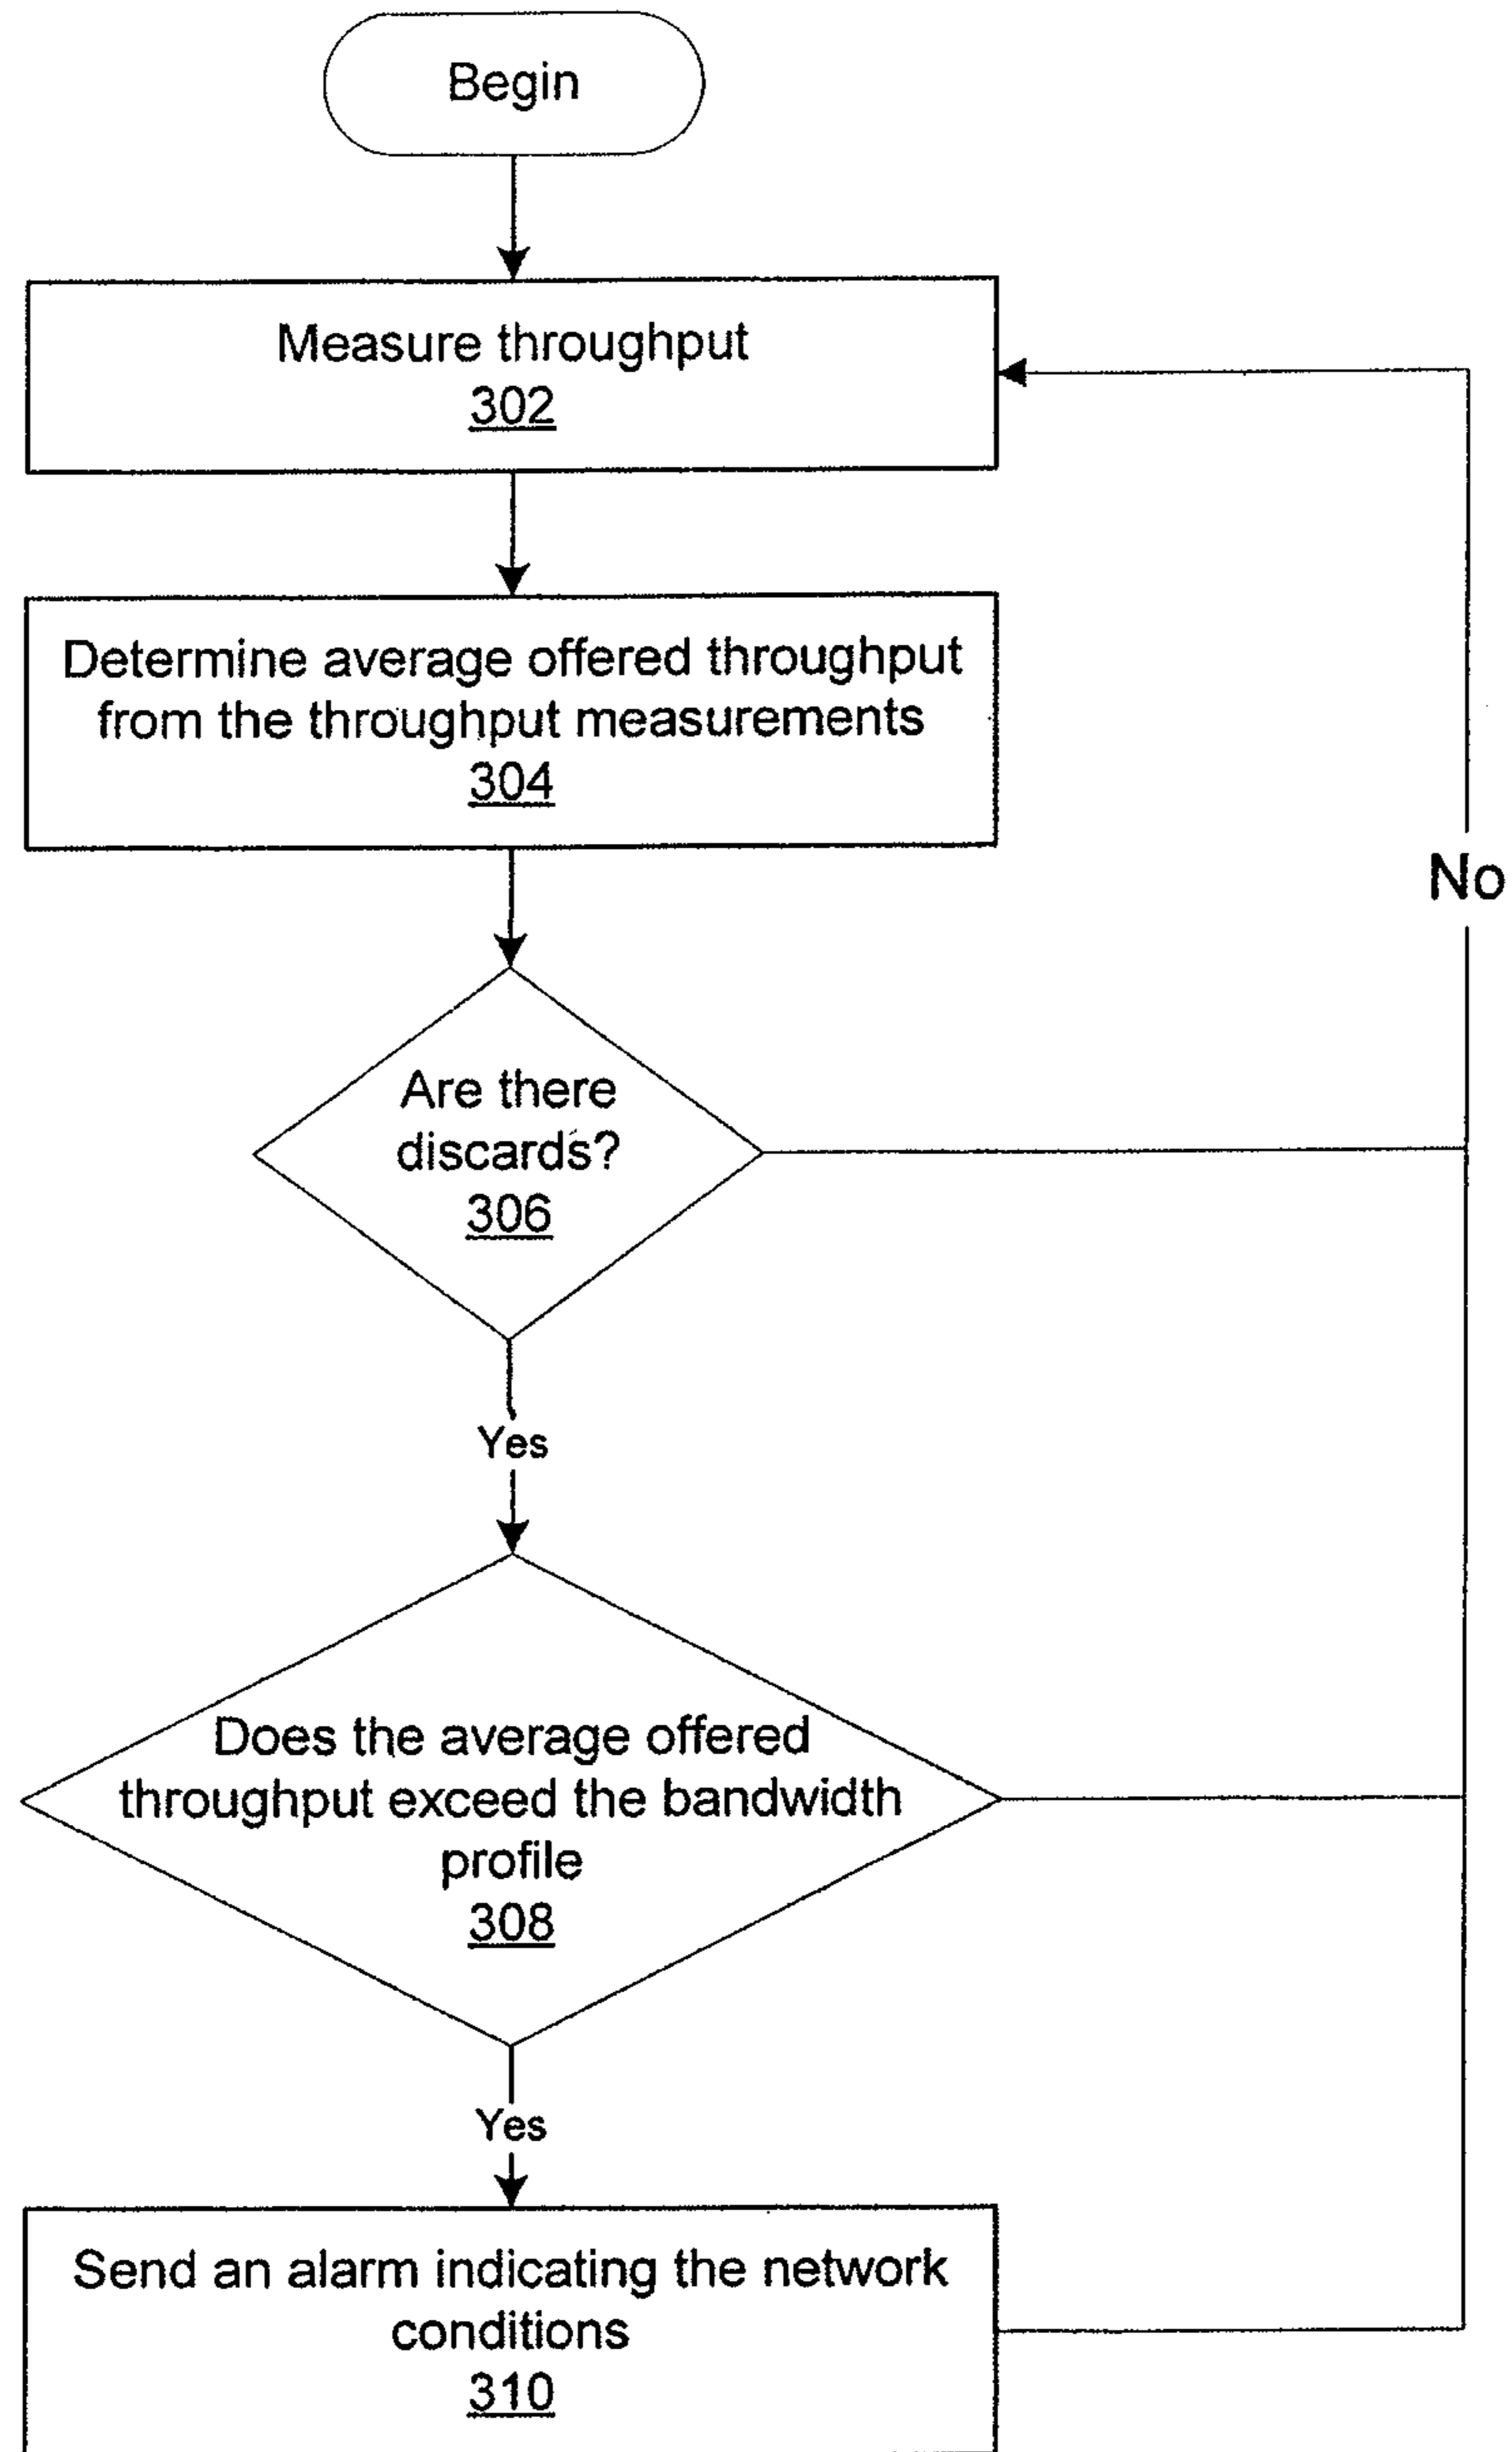 Begin
Measure throughput
302
Determine average offered throughput
from the throughput measurements
304
No
Are there
discards?
306
Yes
Does the average offered
throughput exceed the bandwidth
profile
308
Yes
Send an alarm indicating the network
conditions
310